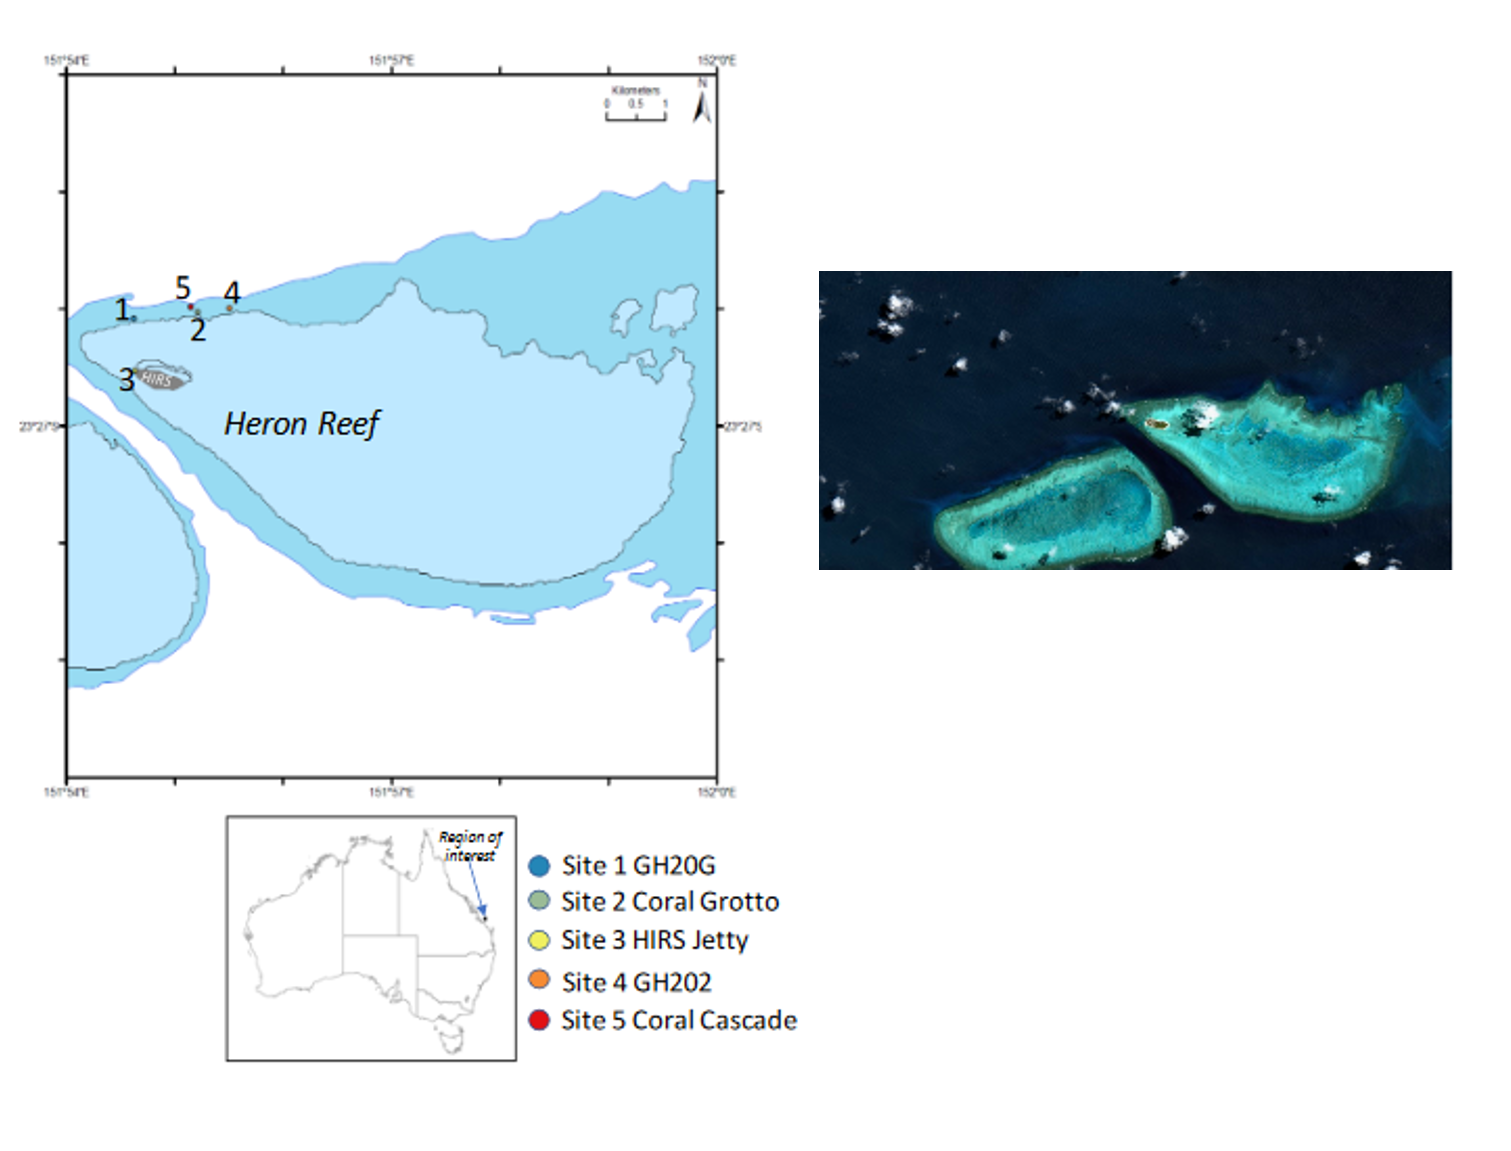 151°54'E 151°57'E 152°0'E
N
Kilometers
0 0.5 1
5
4
1
2
3
HIRS
Heron Reef
23°27'S 23°27'S
151°54'E 151°57'E 152°0'E
Region of
interest
Site 1 GH20G
Site 2 Coral Grotto
Site 3 HIRS Jetty
Site 4 GH202
Site 5 Coral Cascade